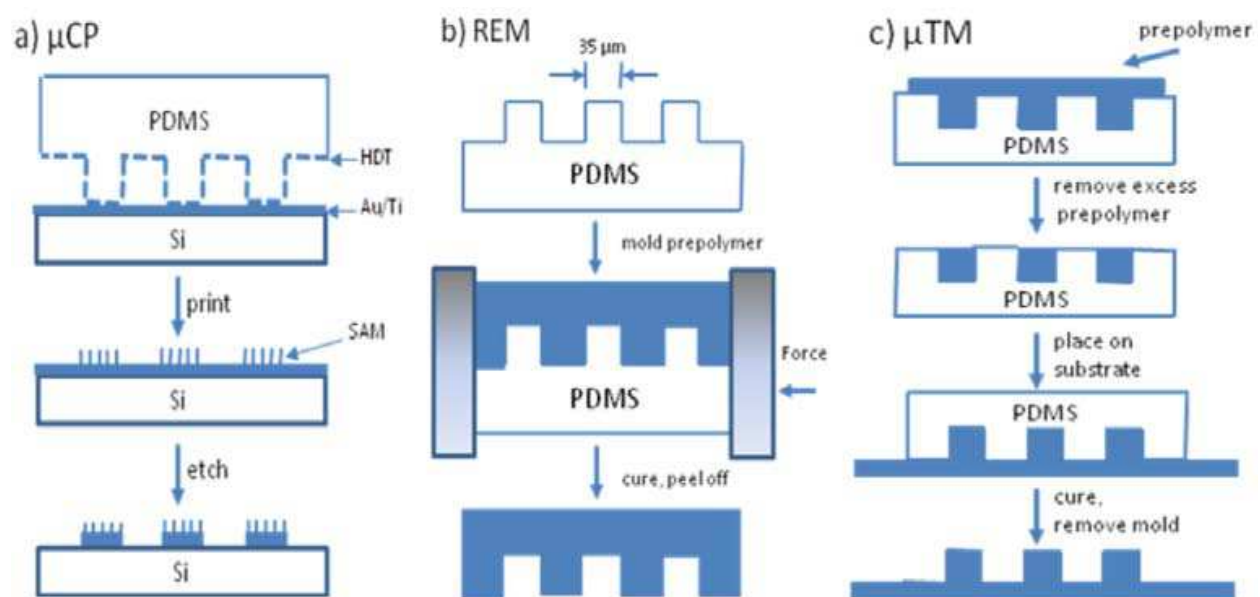 a) µCP
PDMS
HDT
Au/Ti
Si
print
SAM
Si
etch
Si
b) REM
35 µm
PDMS
mold prepolymer
Force
PDMS
cure, peel off
c) µTM
prepolymer
PDMS
remove excess
prepolymer
PDMS
place on
substrate
PDMS
cure,
remove mold